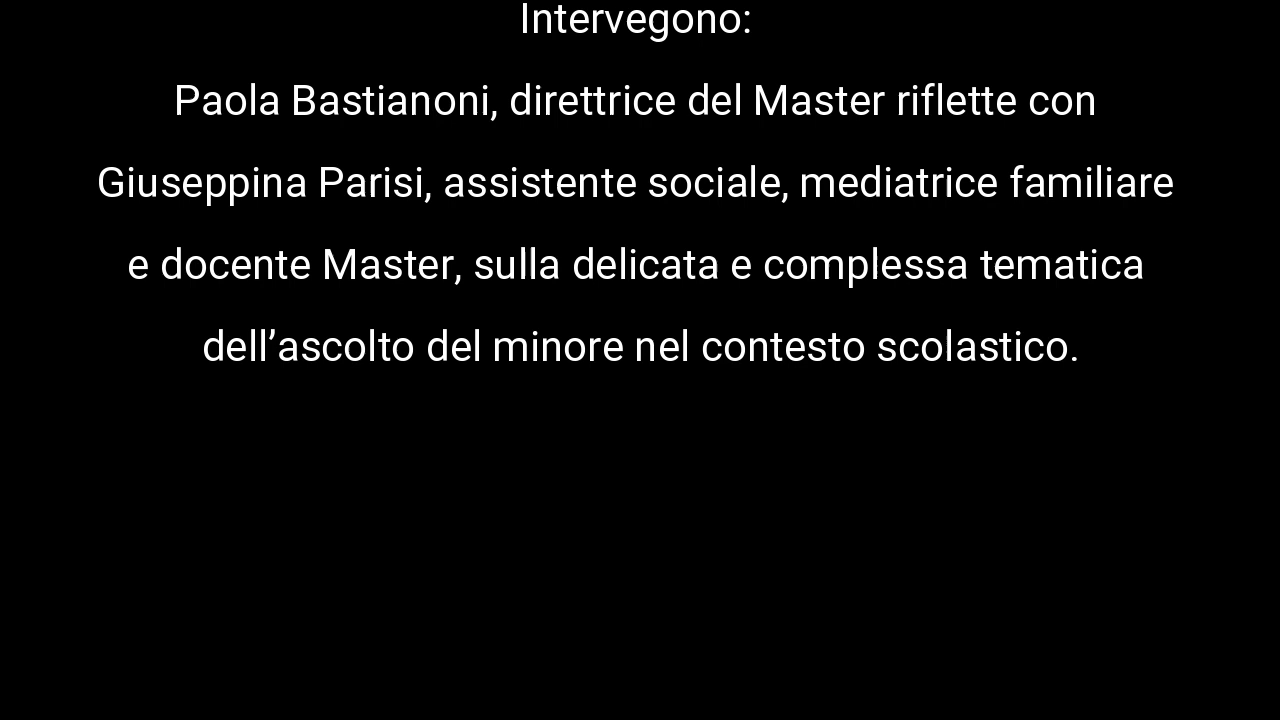 Intervegono:
Paola Bastianoni, direttrice del Master riflette con
Giuseppina Parisi, assistente sociale, mediatrice familiare
e docente Master, sulla delicata e complessa tematica
dell’ascolto del minore nel contesto scolastico.